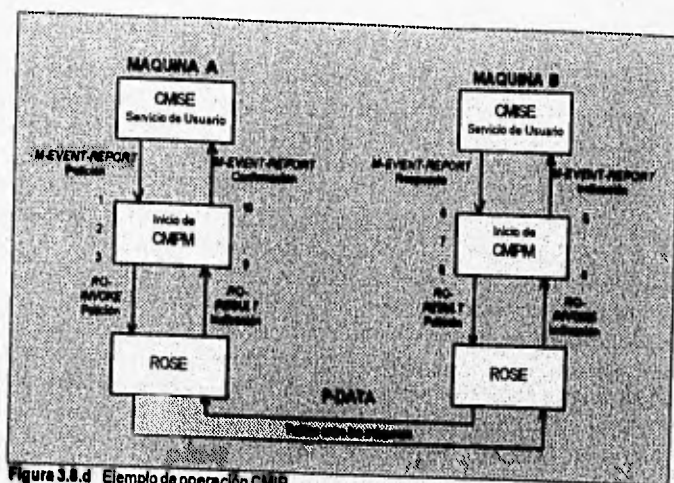 MAQUINA A
CMISE
Servicio de Usuario
M-EVENT-REPORT
Petición
M-EVENT-REPORT
Confirmación
1
2
3
10
9
Inicio de
CMPM
RO-
INVOKE
Petición
RO-
RESULT
Indicación
ROSE
MAQUINA B
CMISE
Servicio de Usuario
M-EVENT-REPORT
Respuesta
M-EVENT-REPORT
Indicación
7
5
Inicio de
CMPM
RO-
RESULT
Petición
RO-
INVOKE
Indicación
ROSE
P-DATA
Figura 3.8.d Ejemplo de operación CMIP